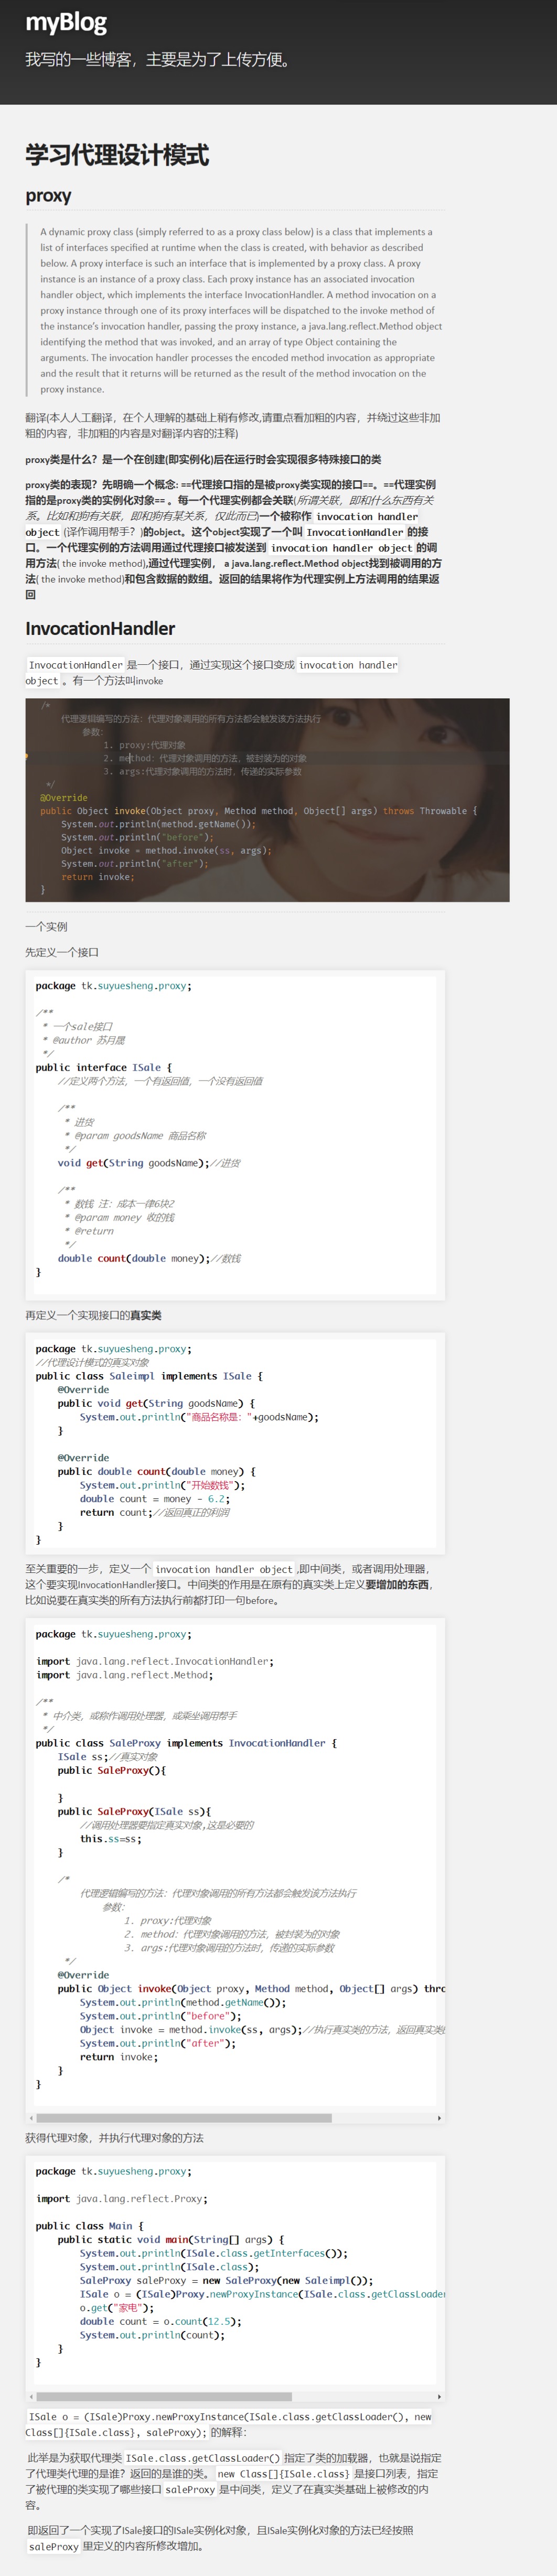 myBlog
我写的一些博客，主要是为了上传方便。
学习代理设计模式
proxy
A dynamic proxy class (simply referred to as a proxy class below) is a class that implements a
list of interfaces specified at runtime when the class is created, with behavior as described
below. A proxy interface is such an interface that is implemented by a proxy class. A proxy
instance is an instance of a proxy class. Each proxy instance has an associated invocation
handler object, which implements the interface InvocationHandler. A method invocation on a
proxy instance through one of its proxy interfaces will be dispatched to the invoke method of
the instance's invocation handler, passing the proxy instance, a java.lang.reflect.Method object
identifying the method that was invoked, and an array of type Object containing the
arguments. The invocation handler processes the encoded method invocation as appropriate
and the result that it returns will be returned as the result of the method invocation on the
proxy instance.
翻译(本人人工翻译，在个人理解的基础上稍有修改,请重点看加粗的内容，并绕过这些非加
粗的内容，非加粗的内容是对翻译内容的注释)
proxy类是什么？是一个在创建(即实例化)后在运行时会实现很多特殊接口的类
proxy类的表现？先明确一个概念: ==代理接口指的是被proxy类实现的接口==。==代理实例
指的是proxy类的实例化对象== 。每一个代理实例都会关联(所谓关联，即和什么东西有关
系。比如和狗有关联，即和狗有某关系，仅此而已)一个被称作 invocation handler
object (译作调用帮手？)的object。这个object实现了一个叫 InvocationHandler 的接
口。一个代理实例的方法调用通过代理接口被发送到 invocation handler object 的调
用方法( the invoke method),通过代理实例， a java.lang.reflect.Method object找到被调用的方
法( the invoke method)和包含数据的数组。返回的结果将作为代理实例上方法调用的结果返
回
InvocationHandler
InvocationHandler 是一个接口，通过实现这个接口变成 invocation handler
object 。有一个方法叫invoke
/*
代理逻辑编写的方法：代理对象调用的所有方法都会触发该方法执行
参数：
1. proxy:代理对象
2. method：代理对象调用的方法，被封装为的对象
3. args:代理对象调用的方法时，传递的实际参数
*/
@Override
public Object invoke(Object proxy, Method method, Object[] args) throws Throwable {
System.out.println(method.getName());
System.out.println("before");
Object invoke = method.invoke(ss, args);
System.out.println("after");
return invoke;
}
一个实例
先定义一个接口
package tk.suyuesheng.proxy;
/**
* 一个sale接口
* @author 苏月晟
*/
public interface ISale {
//定义两个方法，一个有返回值，一个没有返回值
/**
* 进货
* @param goodsName 商品名称
*/
void get(String goodsName);//进货
/**
* 数钱 注：成本一律6块2
* @param money 收的钱
* @return
*/
double count(double money);//数钱
}
再定义一个实现接口的真实类
package tk.suyuesheng.proxy;
//代理设计模式的真实对象
public class Saleimpl implements ISale {
@Override
public void get(String goodsName) {
System.out.println("商品名称是："+goodsName);
}
@Override
public double count(double money) {
System.out.println("开始数钱");
double count = money - 6.2;
return count;//返回真正的利润
}
}
至关重要的一步，定义一个 invocation handler object ,即中间类，或者调用处理器，
这个要实现InvocationHandler接口。中间类的作用是在原有的真实类上定义要增加的东西，
比如说要在真实类的所有方法执行前都打印一句before。
package tk.suyuesheng.proxy;
import java.lang.reflect.InvocationHandler;
import java.lang.reflect.Method;
/**
* 中介类，或称作调用处理器，或乘坐调用帮手
*/
public class SaleProxy implements InvocationHandler {
ISale ss;//真实对象
public SaleProxy(){
}
public SaleProxy(ISale ss){
//调用处理器要指定真实对象,这是必要的
this.ss=ss;
}
/*
代理逻辑编写的方法：代理对象调用的所有方法都会触发该方法执行
参数：
1. proxy:代理对象
2. method：代理对象调用的方法，被封装为的对象
3. args:代理对象调用的方法时，传递的实际参数
*/
@Override
public Object invoke(Object proxy, Method method, Object[] args) thro
System.out.println(method.getName());
System.out.println("before");
Object invoke = method.invoke(ss, args);//执行真实类的方法，返回真实类
System.out.println("after");
return invoke;
}
}
获得代理对象，并执行代理对象的方法
package tk.suyuesheng.proxy;
import java.lang.reflect.Proxy;
public class Main {
public static void main(String[] args) {
System.out.println(ISale.class.getInterfaces());
System.out.println(ISale.class);
SaleProxy saleProxy = new SaleProxy(new Saleimpl());
ISale o = (ISale)Proxy.newProxyInstance(ISale.class.getClassLoader
o.get("家电");
double count = o.count(12.5);
System.out.println(count);
}
}
ISale o = (ISale)Proxy.newProxyInstance(ISale.class.getClassLoader(), new
Class[]{ISale.class}, saleProxy); 的解释：
此举是为获取代理类 ISale.class.getClassLoader() 指定了类的加载器，也就是说指定
了代理类代理的是谁？返回的是谁的类。 new Class[]{ISale.class} 是接口列表，指定
了被代理的类实现了哪些接口 saleProxy 是中间类，定义了在真实类基础上被修改的内
容。
即返回了一个实现了ISale接口的ISale实例化对象，且ISale实例化对象的方法已经按照
saleProxy 里定义的内容所修改增加。